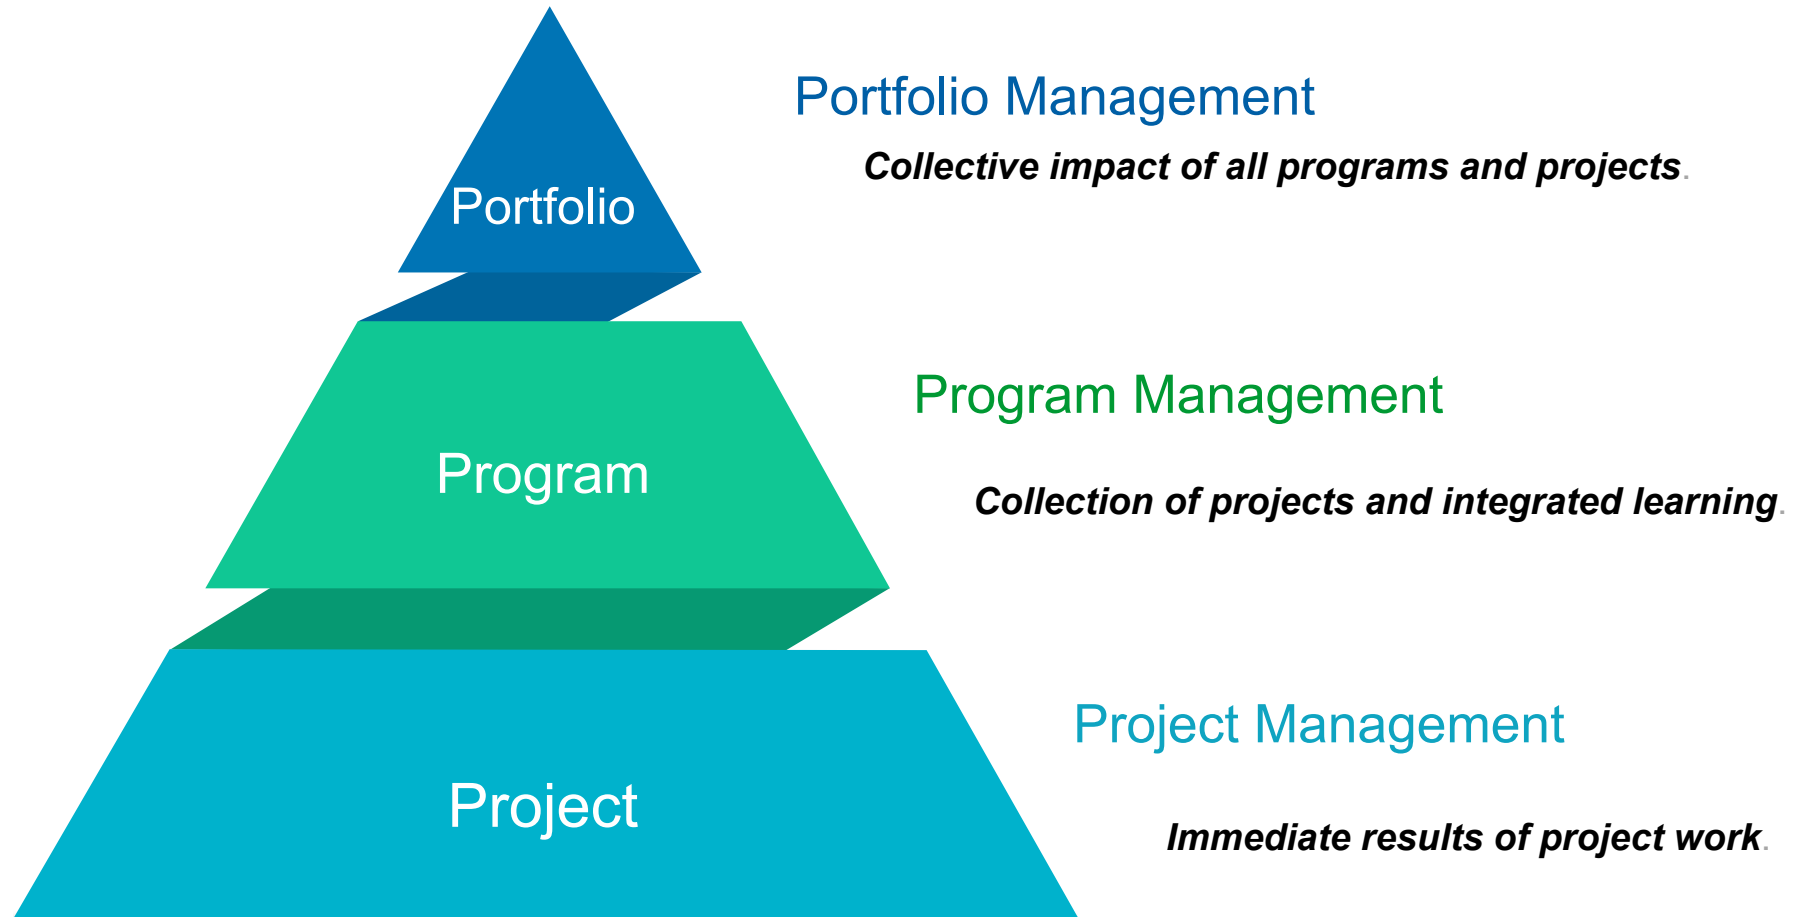 Portfolio Management
Collective impact of all programs and projects.
Portfolio
Program Management
Program
Collection of projects and integrated learning.
Project Management
Project
Immediate results of project work.